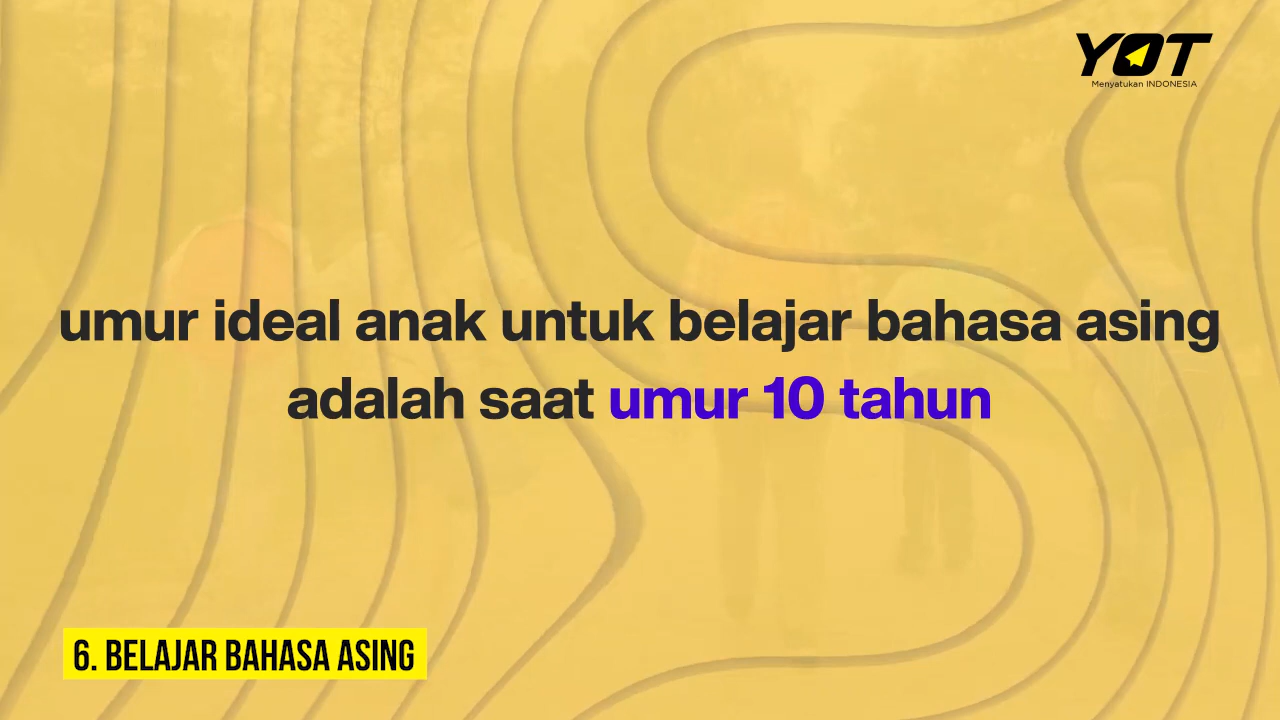 YOT
Menyatukan INDONESIA
umur ideal anak untuk belajar bahasa asing
adalah saat umur 10 tahun
6. BELAJAR BAHASA ASING